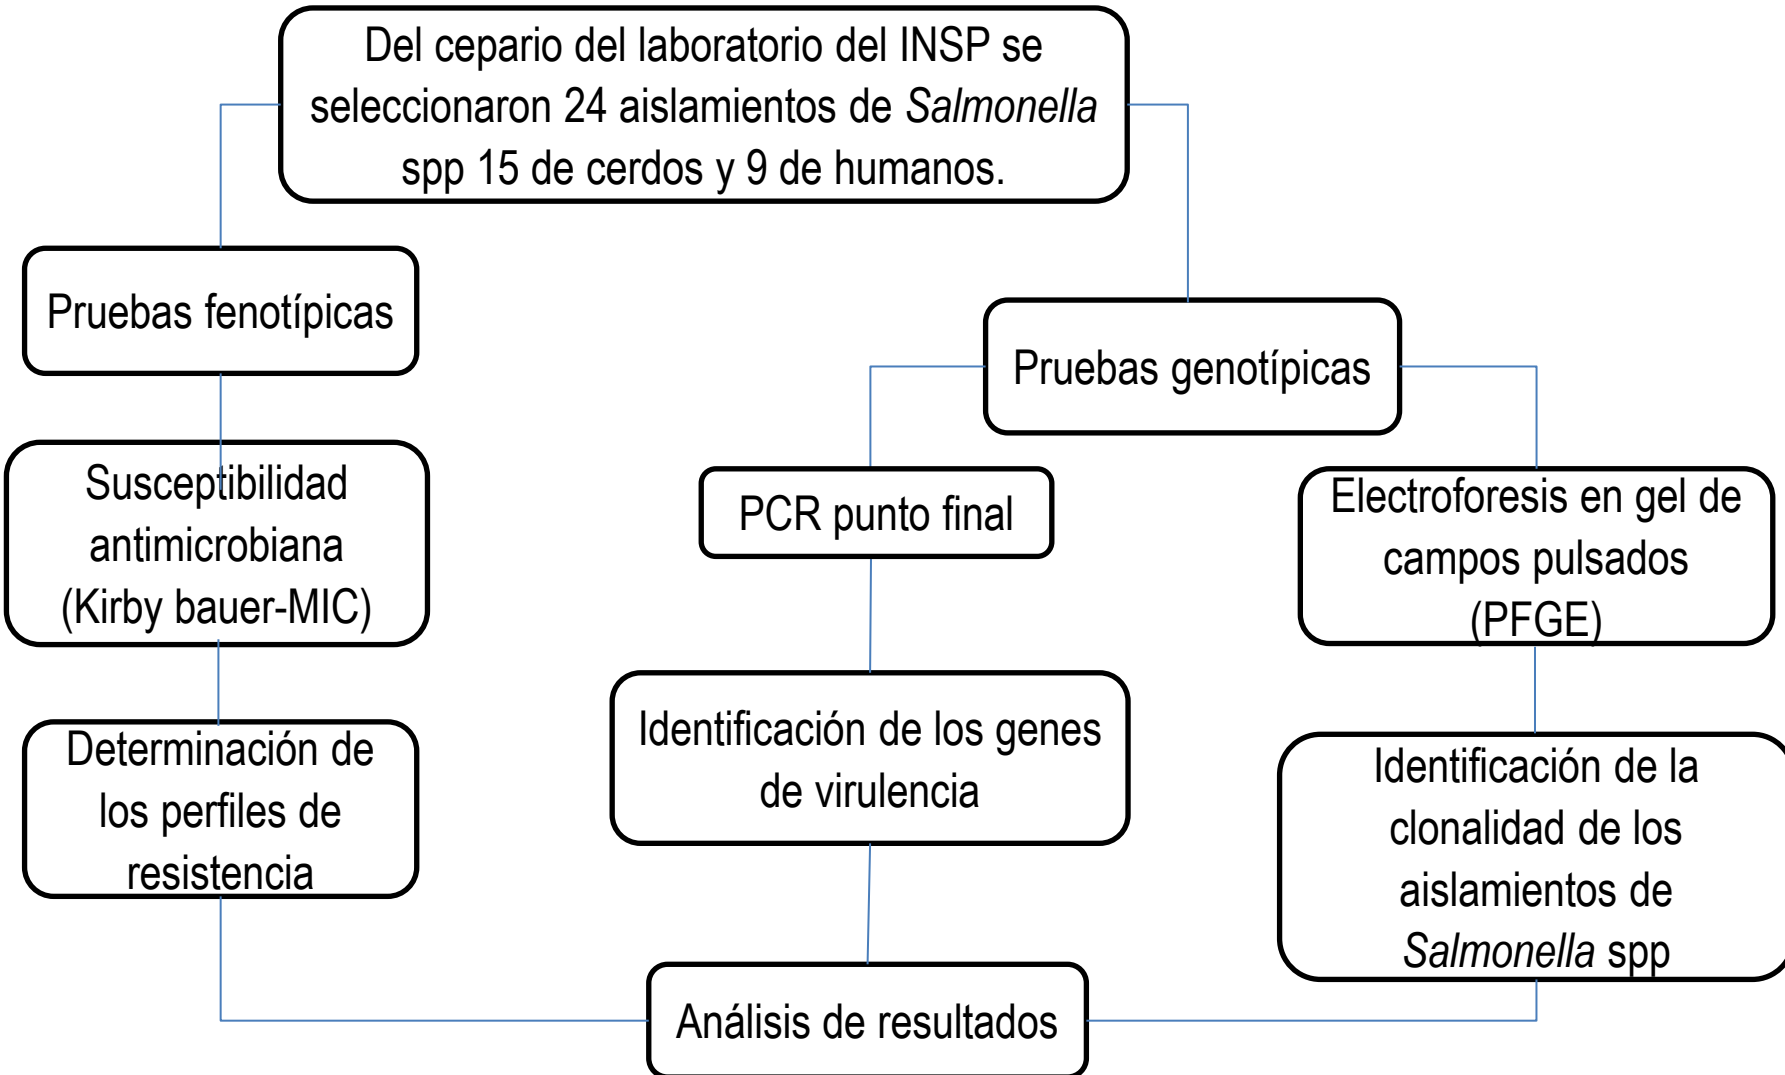 Del cepario del laboratorio del INSP se
seleccionaron 24 aislamientos de Salmonella
spp 15 de cerdos y 9 de humanos.
Pruebas fenotípicas
Pruebas genotípicas
Susceptibilidad
antimicrobiana
(Kirby bauer-MIC)
PCR punto final
Electroforesis en gel de
campos pulsados
(PFGE)
Determinación de
los perfiles de
resistencia
Identificación de los genes
de virulencia
Identificación de la
clonalidad de los
aislamientos de
Salmonella spp
Análisis de resultados